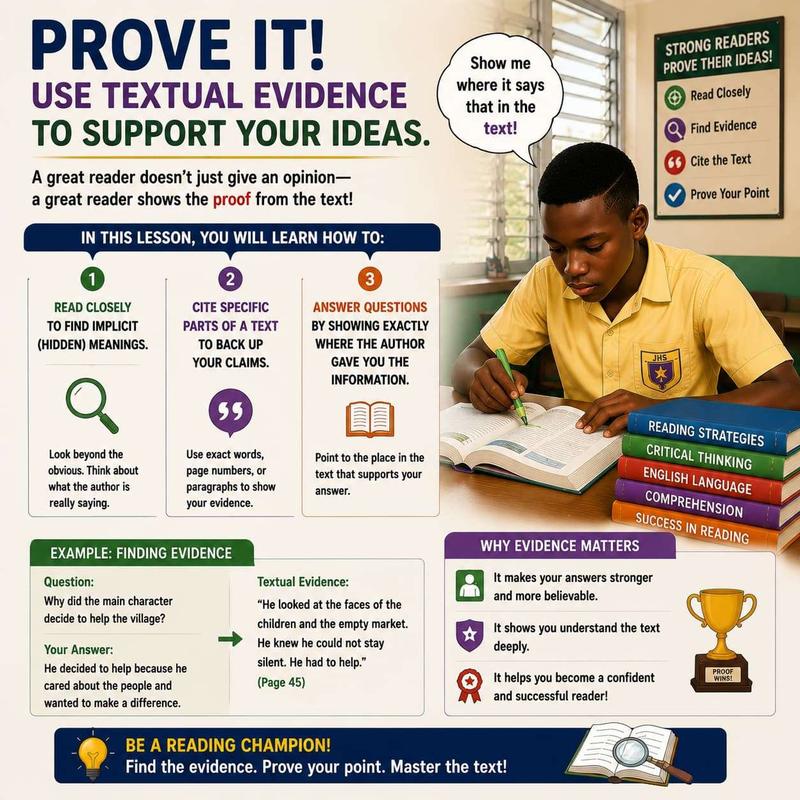 PROVE IT!
USE TEXTUAL EVIDENCE
TO SUPPORT YOUR IDEAS.
A great reader doesn't just give an opinion—
a great reader shows the proof from the text!
Show me
where it says
that in the
text!
STRONG READERS
PROVE THEIR IDEAS!
Read Closely
Find Evidence
Cite the Text
Prove Your Point
IN THIS LESSON, YOU WILL LEARN HOW TO:
1
READ CLOSELY
TO FIND IMPLICIT
(HIDDEN) MEANINGS.
Look beyond the
obvious. Think about
what the author is
really saying.
2
CITE SPECIFIC
PARTS OF A TEXT
TO BACK UP
YOUR CLAIMS.
Use exact words,
page numbers, or
paragraphs to show
your evidence.
3
ANSWER QUESTIONS
BY SHOWING EXACTLY
WHERE THE AUTHOR
GAVE YOU THE
INFORMATION.
Point to the place in the
text that supports your
answer.
JHS
READING STRATEGIES
CRITICAL THINKING
ENGLISH LANGUAGE
COMPREHENSION
SUCCESS IN READING
EXAMPLE: FINDING EVIDENCE
Question:
Why did the main character
decide to help the village?
Your Answer:
He decided to help because he
cared about the people and
wanted to make a difference.
Textual Evidence:
"He looked at the faces of the
children and the empty market.
He knew he could not stay
silent. He had to help."
(Page 45)
WHY EVIDENCE MATTERS
It makes your answers stronger
and more believable.
It shows you understand the text
deeply.
It helps you become a confident
and successful reader!
PROOF
WINS!
BE A READING CHAMPION!
Find the evidence. Prove your point. Master the text!